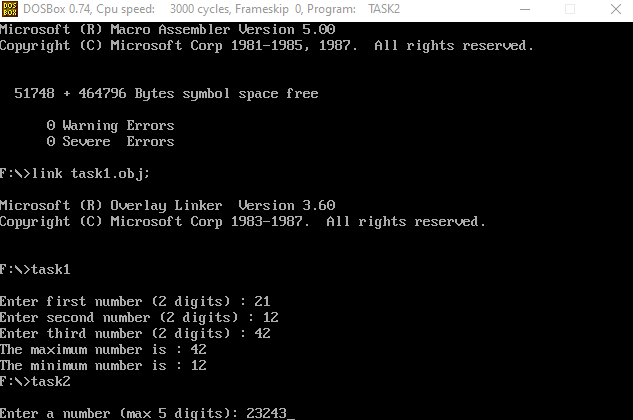 DOSBox 0.74, Cpu speed: 3000 cycles, Frameskip 0, Program: TASK2
Microsoft (R) Macro Assembler Version 5.00
Copyright (C) Microsoft Corp 1981-1985, 1987. All rights reserved.
51748 + 464796 Bytes symbol space free
0 Warning Errors
0 Severe Errors
F:\>link task1.obj;
Microsoft (R) Overlay Linker Version 3.60
Copyright (C) Microsoft Corp 1983-1987. All rights reserved.
F:\>task1
Enter first number (2 digits) : 21
Enter second number (2 digits) : 12
Enter third number (2 digits) : 42
The maximum number is : 42
The minimum number is : 12
F:\>task2
Enter a number (max 5 digits): 23243_